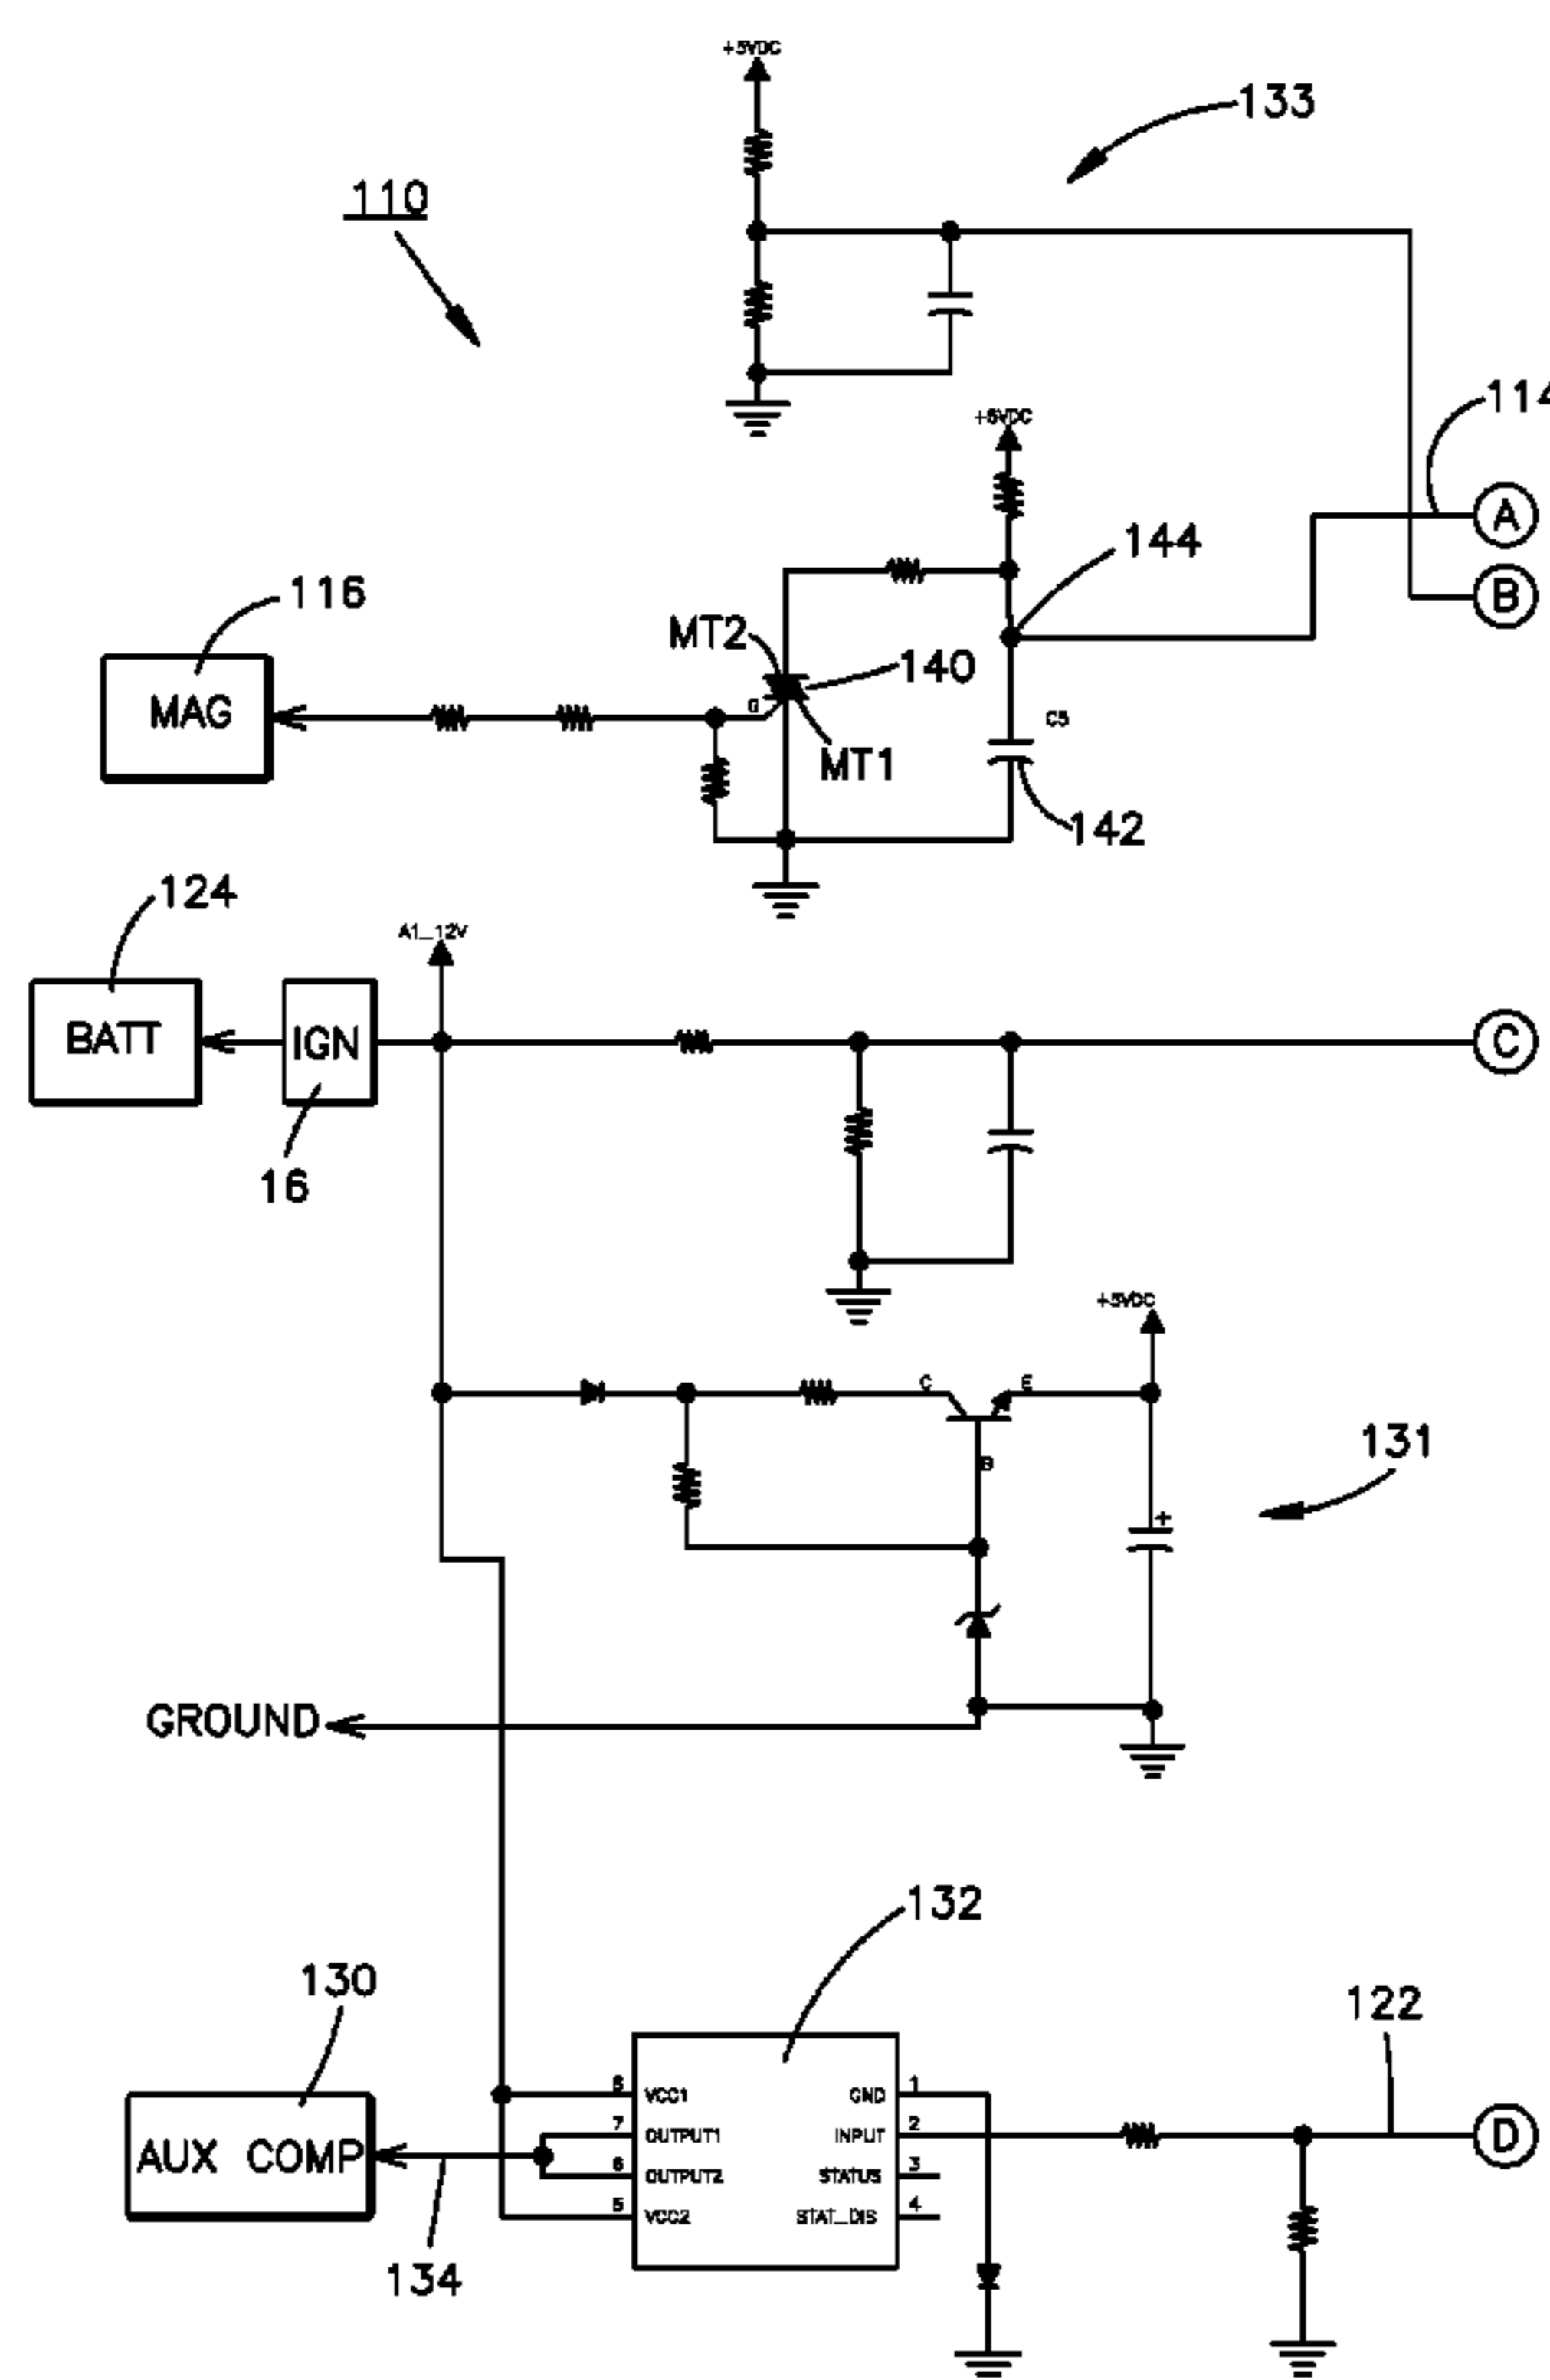 +5VDC
133
110
114
+5VDC
A
144
B
116
MT2
140
MAG
G
C5
MT1
142
124
A1_12V
BATT
IGN
C
16
+5VDC
C
E
131
B
+
GROUND
132
130
122
8
VCC1
GND
1
7
OUTPUT1
INPUT
2
D
AUX COMP
6
OUTPUT2
STATUS
3
5
VCC2
STAT_DIS
4
134